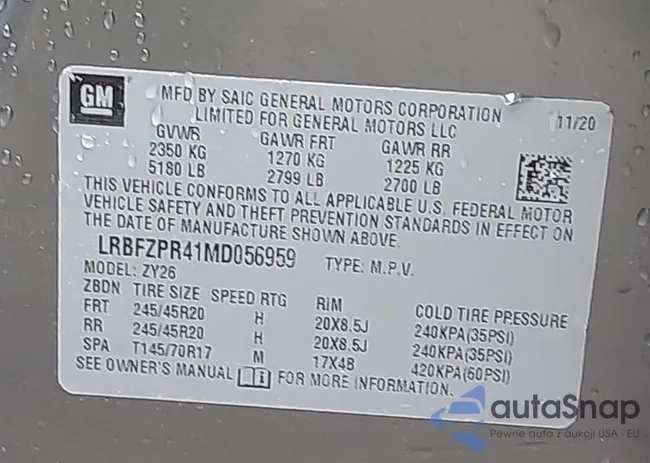 GM
MFD BY SAIC GENERAL MOTORS CORPORATION
LIMITED FOR GENERAL MOTORS LLC
11/20
GVWR GAWR FRT GAWR RR
2350 KG 1270 KG 1225 KG
5180 LB 2799 LB 2700 LB
THIS VEHICLE CONFORMS TO ALL APPLICABLE U.S. FEDERAL MOTOR
VEHICLE SAFETY AND THEFT PREVENTION STANDARDS IN EFFECT ON
THE DATE OF MANUFACTURE SHOWN ABOVE.
LRBFZPR41MD056959 TYPE: M.P.V.
MODEL: ZY26
ZBDN TIRE SIZE SPEED RTG RIM COLD TIRE PRESSURE
FRT 245/45R20 H 20X8.5J 240KPA(35PSI)
RR 245/45R20 H 20X8.5J 240KPA(35PSI)
SPA T145/70R17 M 17X4B 420KPA(60PSI)
SEE OWNER'S MANUAL FOR MORE INFORMATION.
autaSnap
Pewne auta z aukcji USA i EU